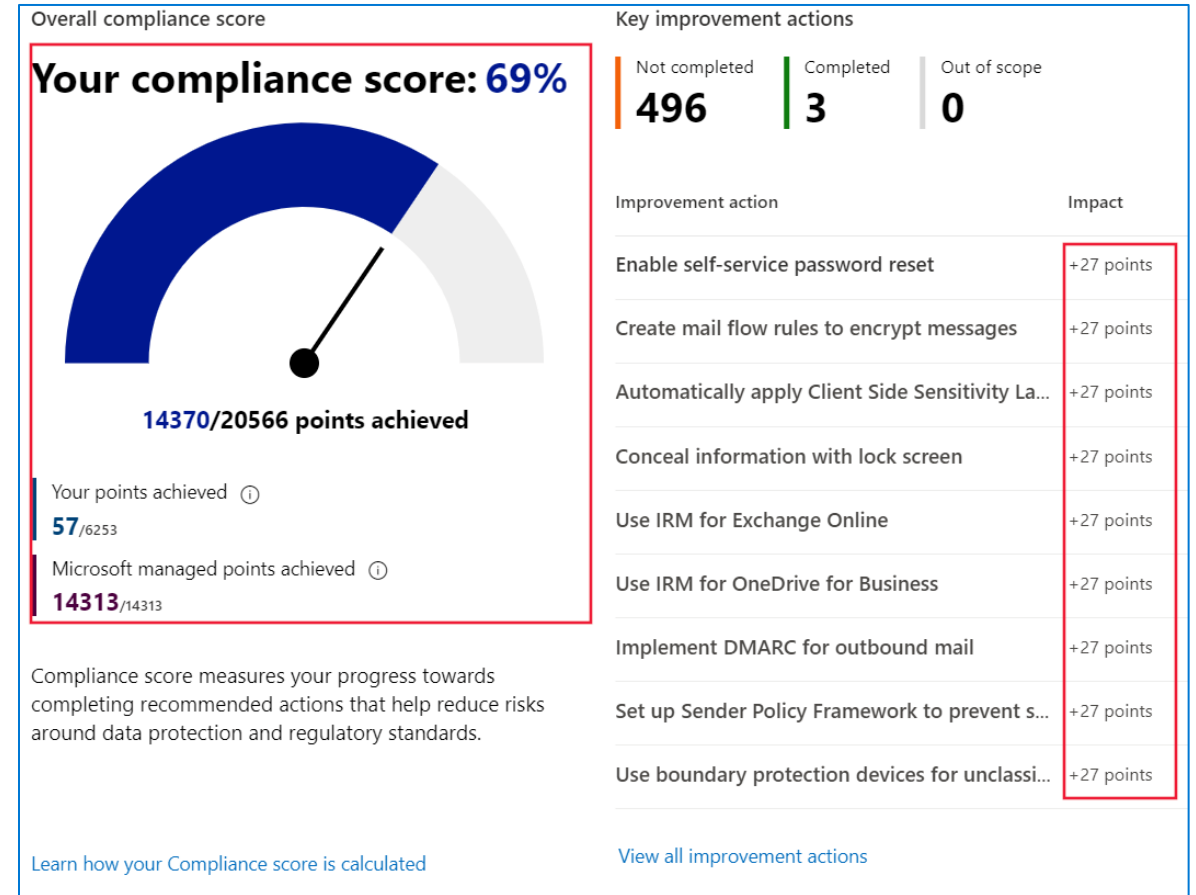 Overall compliance score
Your compliance score: 69%
14370/20566 points achieved
Your points achieved
57/6253
Microsoft managed points achieved
14313/14313
Compliance score measures your progress towards
completing recommended actions that help reduce risks
around data protection and regulatory standards.
Learn how your Compliance score is calculated
Key improvement actions
Not completed
496
Completed
3
Out of scope
0
Improvement action Impact
Enable self-service password reset +27 points
Create mail flow rules to encrypt messages +27 points
Automatically apply Client Side Sensitivity La... +27 points
Conceal information with lock screen +27 points
Use IRM for Exchange Online +27 points
Use IRM for OneDrive for Business +27 points
Implement DMARC for outbound mail +27 points
Set up Sender Policy Framework to prevent s... +27 points
Use boundary protection devices for unclassi... +27 points
View all improvement actions